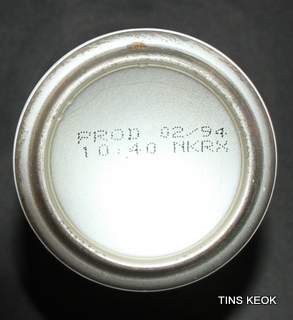 PROD 02/94
10:40 NKRX
TINS KEOK